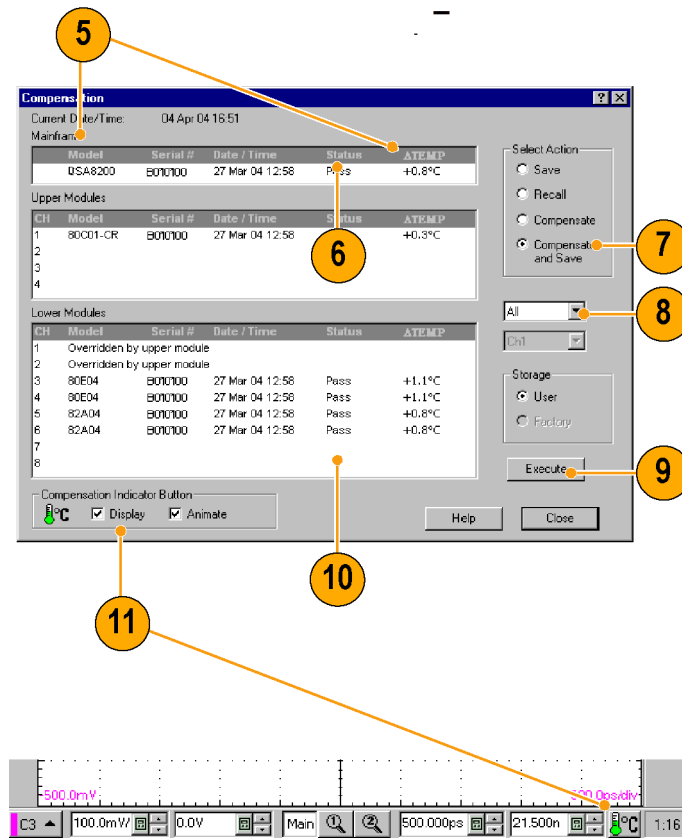 5
Compensation
Current Date/Time: 04 Apr 04 16:51
Mainframe
Model Serial # Date / Time Status ΔTEMP
DSA8200 B010100 27 Mar 04 12:58 Pass +0.8°C
Upper Modules
CH Model Serial # Date / Time ΔTEMP
1 80C01-CR B010100 27 Mar 04 12:58 +0.3°C
2
3
4
6
Lower Modules
CH Model Serial # Date / Time Status ΔTEMP
1 Overridden by upper module
2 Overridden by upper module
3 80E04 B010100 27 Mar 04 12:58 Pass +1.1°C
4 80E04 B010100 27 Mar 04 12:58 Pass +1.1°C
5 82A04 B010100 27 Mar 04 12:58 Pass +0.8°C
6 82A04 B010100 27 Mar 04 12:58 Pass +0.8°C
7
8
Select Action
Save
Recall
Compensate
Compensate
and Save
7
All
8
Ch1
Storage
User
Factory
Execute
9
Compensation Indicator Button
°C Display Animate
Help Close
10
11
-500.0mV
500.0ps/div
C3 100.0mV/ 0.0V Main 1 2 500.000ps 21.500n °C 1:16